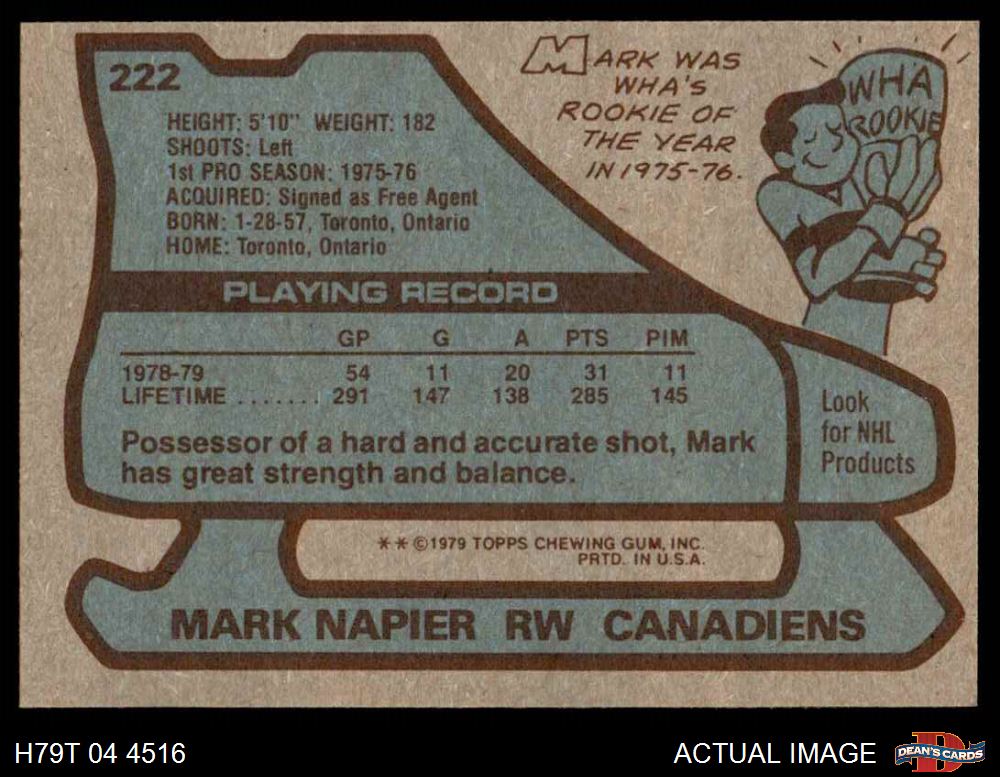 222
HEIGHT: 5'10" WEIGHT: 182
SHOOTS: Left
1st PRO SEASON: 1975-76
ACQUIRED: Signed as Free Agent
BORN: 1-28-57, Toronto, Ontario
HOME: Toronto, Ontario
MARK WAS
WHA'S
ROOKIE OF
THE YEAR
IN 1975-76.
WHA
ROOKIE
PLAYING RECORD
GP G A PTS PIM
1978-79 54 11 20 31 11
LIFETIME ....... 291 147 138 285 145
Possessor of a hard and accurate shot, Mark
has great strength and balance.
Look
for NHL
Products
** ©1979 TOPPS CHEWING GUM, INC.
PRTD. IN U.S.A.
MARK NAPIER RW CANADIENS
H79T 04 4516 ACTUAL IMAGE
D
DEAN'S CARDS